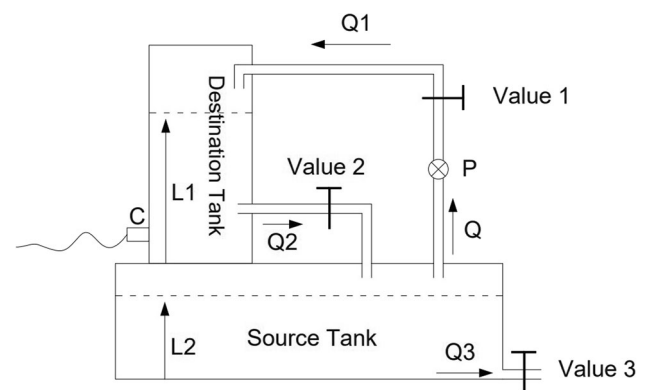 Q1
Value 1
Destination Tank
Value 2
P
L1
C
Q
Q2
Source Tank
L2
Q3
Value 3